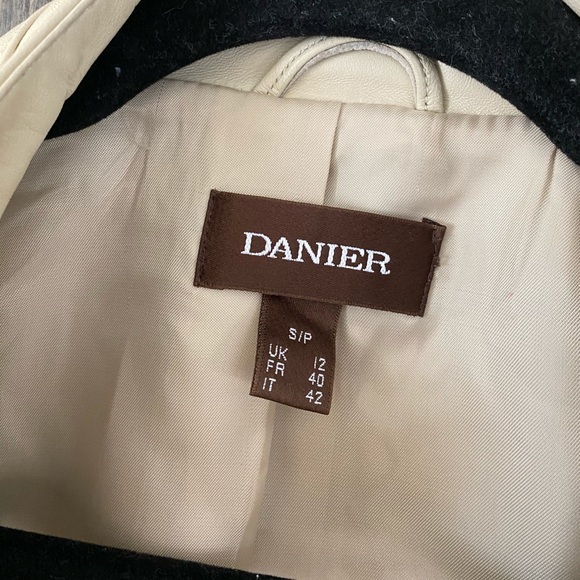 DANIER
S/P
UK 12
FR 40
IT 42